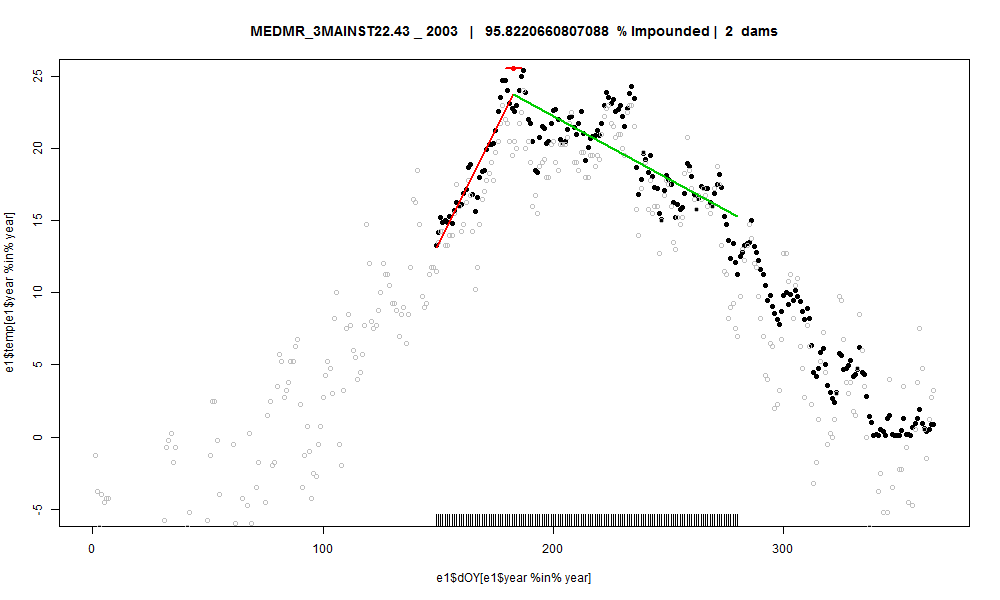 MEDMR_3MAINST22.43 _ 2003 | 95.8220660807088 % Impounded | 2 dams
e1$temp[e1$year %in% year]
25
20
15
10
5
0
-5
0 100 200 300
e1$dOY[e1$year %in% year]